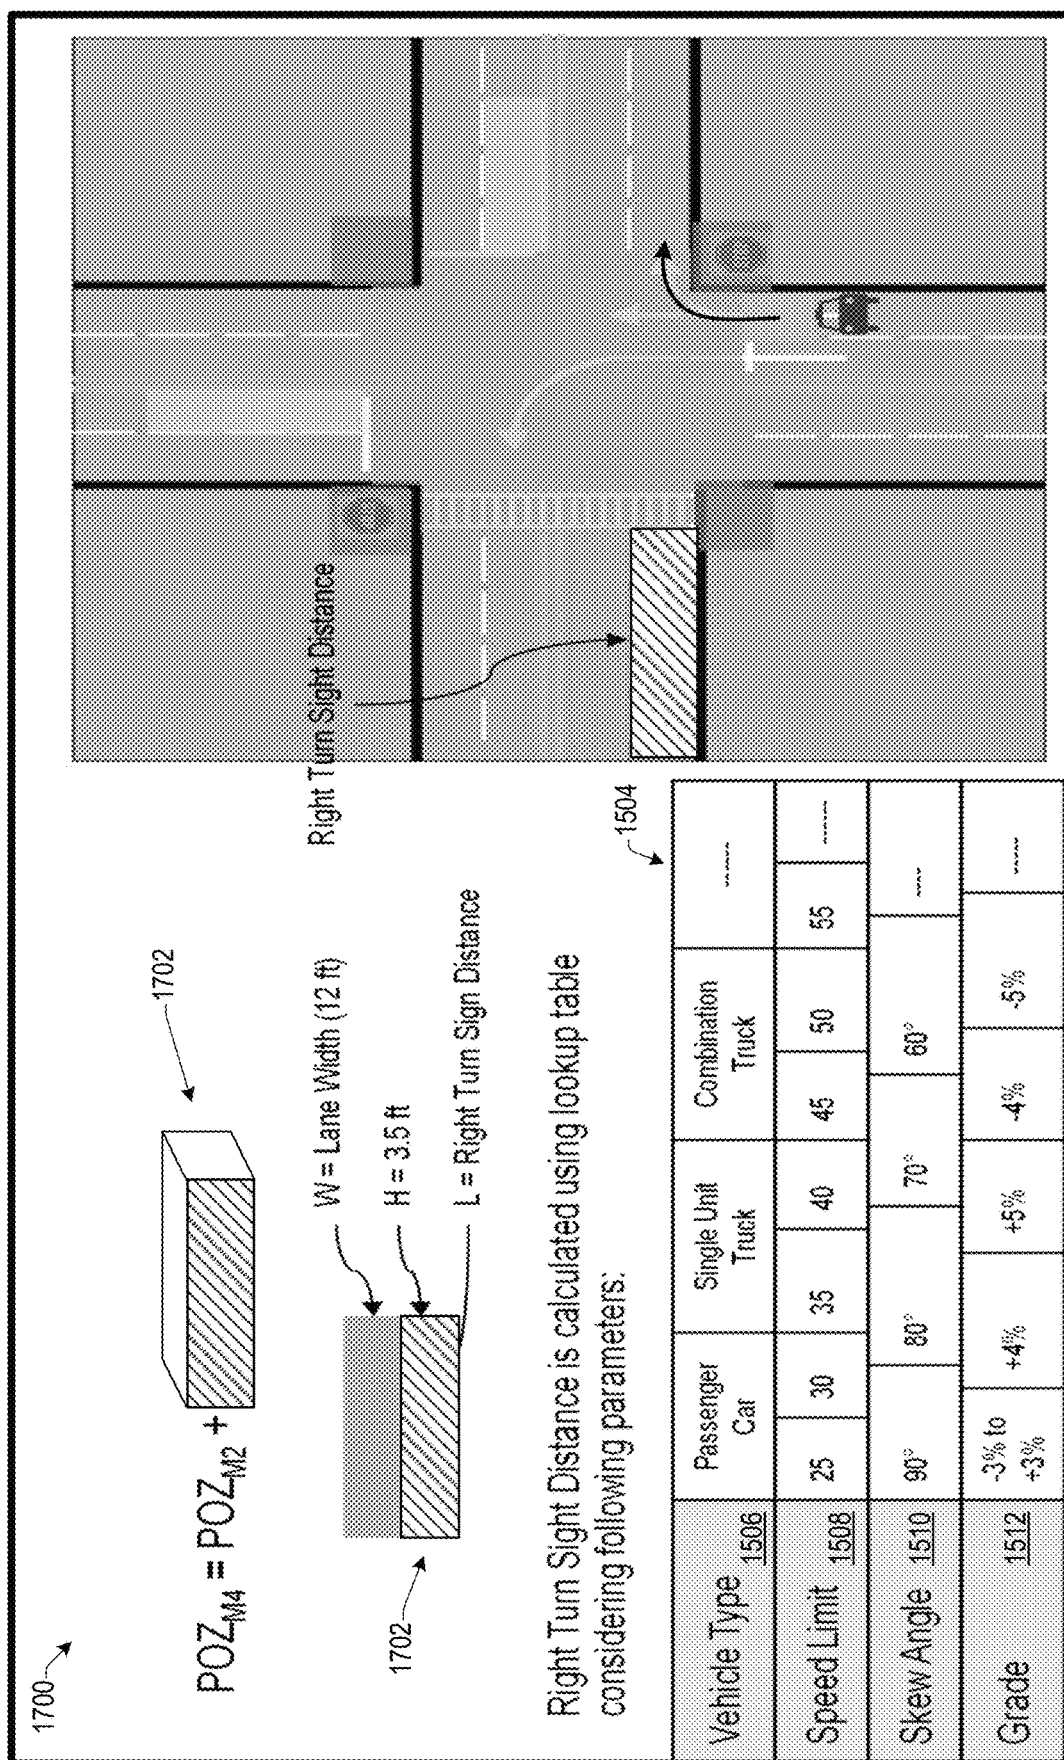 1700
POZM4 = POZM2 +
1702
W = Lane Width (12 ft)
H = 3.5 ft
L = Right Turn Sign Distance
1702
Right Turn Sight Distance
Right Turn Sight Distance is calculated using lookup table
considering following parameters:
1504
Vehicle Type 1506 Passenger Car Single Unit Truck Combination Truck ------
Speed Limit 1508 25 30 35 40 45 50 55 ------
Skew Angle 1510 90° 80° 70° 60° ----
Grade 1512 -3% to +3% +4% +5% -4% -5% -----